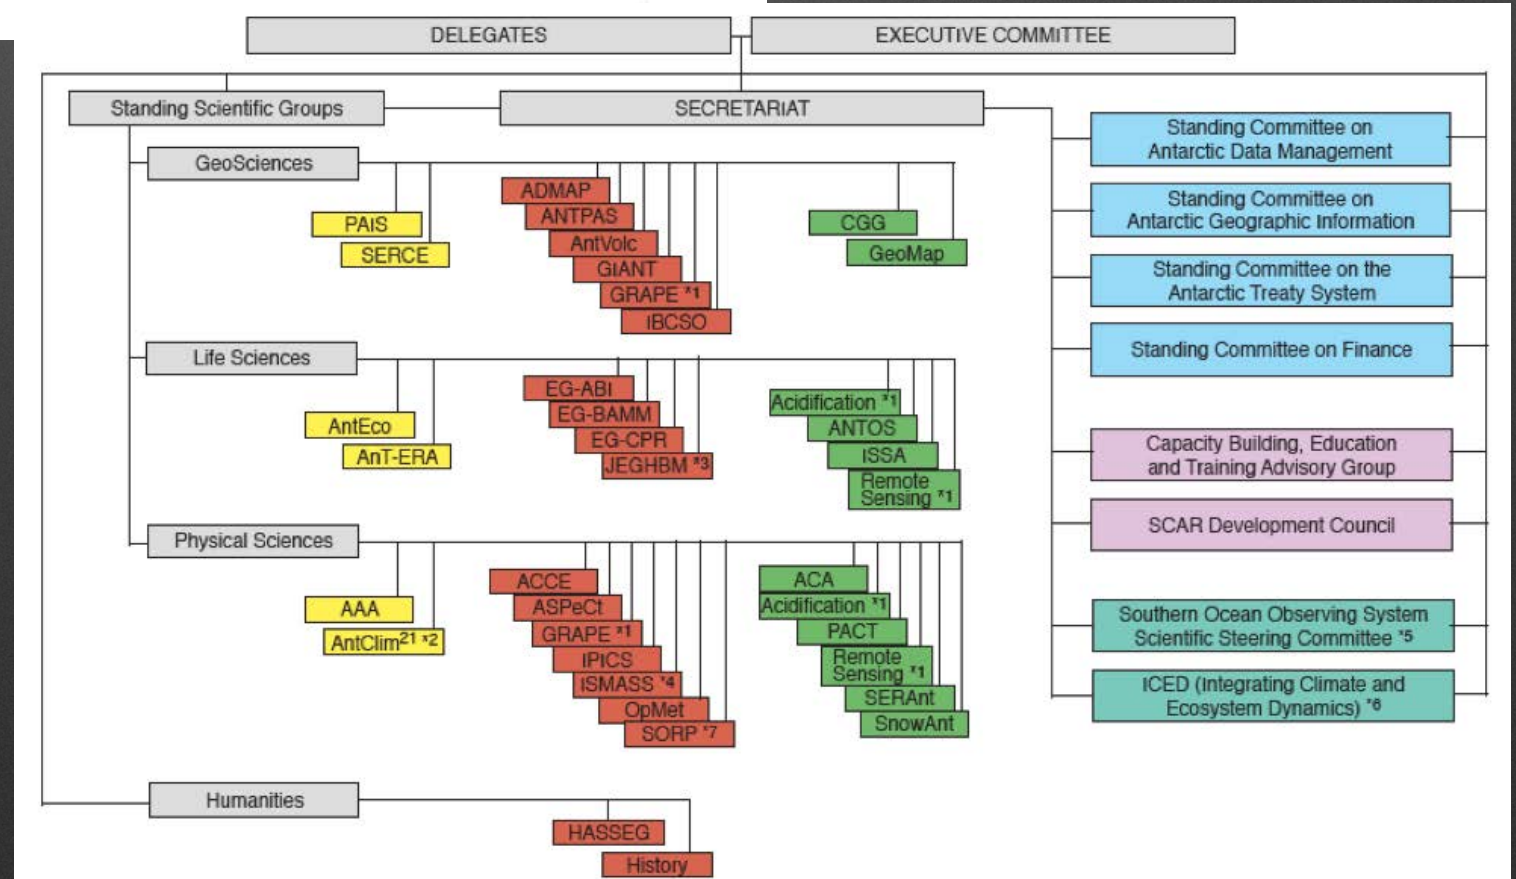 DELEGATES
EXECUTIVE COMMITTEE
Standing Scientific Groups
SECRETARIAT
GeoSciences
PAIS
SERCE
ADMAP
ANTPAS
AntVolc
GIANT
GRAPE *1
IBCSO
CGG
GeoMap
Life Sciences
AntEco
AnT-ERA
EG-ABI
EG-BAMM
EG-CPR
JEGHBM *3
Acidification *1
ANTOS
ISSA
Remote
Sensing *1
Physical Sciences
AAA
AntClim21 *2
ACCE
ASPeCt
GRAPE *1
IPICS
ISMASS *4
OpMet
SORP *7
ACA
Acidification *1
PACT
Remote
Sensing *1
SERAnt
SnowAnt
Humanities
HASSEG
History
Standing Committee on
Antarctic Data Management
Standing Committee on
Antarctic Geographic Information
Standing Committee on the
Antarctic Treaty System
Standing Committee on Finance
Capacity Building, Education
and Training Advisory Group
SCAR Development Council
Southern Ocean Observing System
Scientific Steering Committee *5
ICED (Integrating Climate and
Ecosystem Dynamics) *6